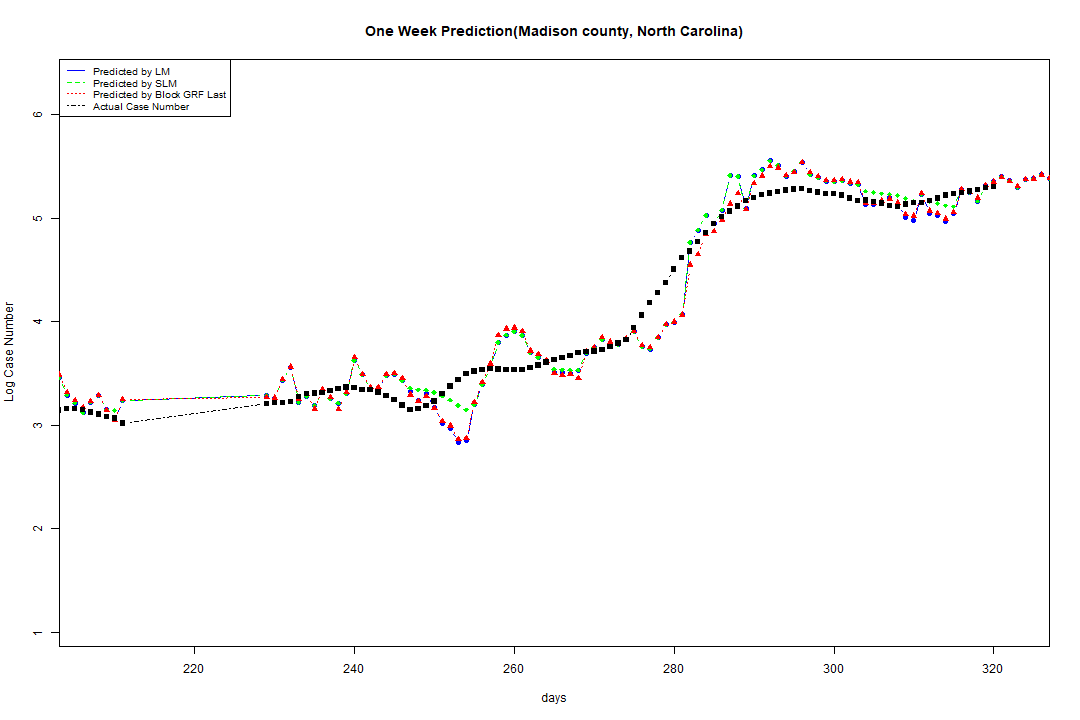 One Week Prediction(Madison county, North Carolina)
Predicted by LM
Predicted by SLM
Predicted by Block GRF Last
Actual Case Number
Log Case Number
6
5
4
3
2
1
220 240 260 280 300 320
days